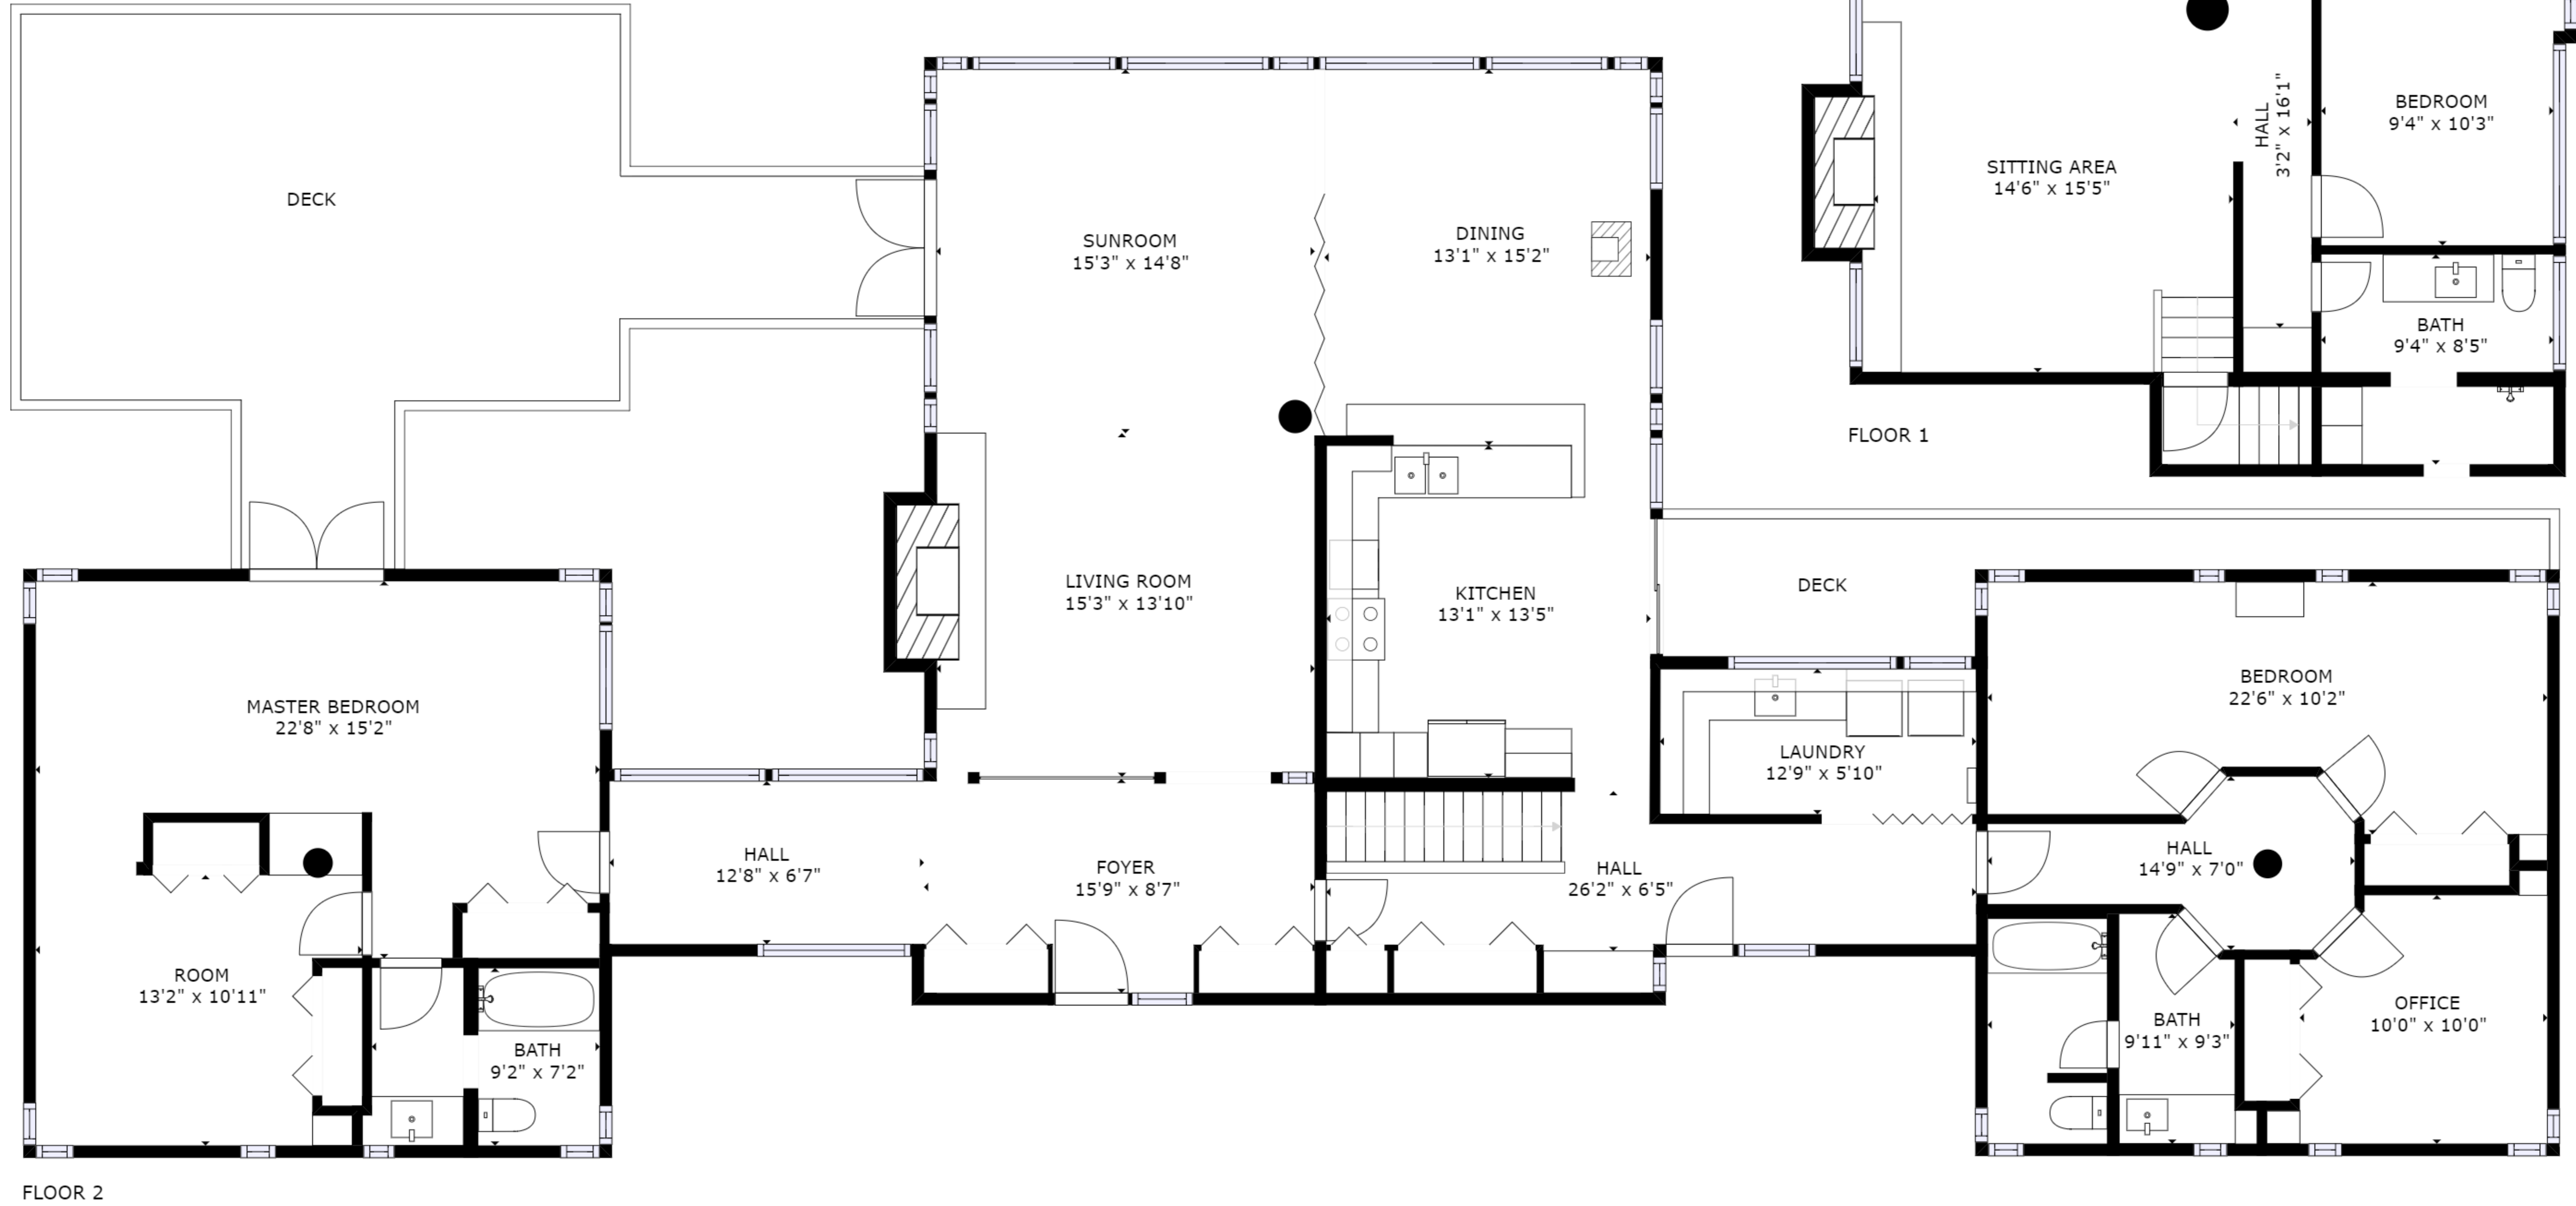 DECK
SUNROOM
15'3" x 14'8"
DINING
13'1" x 15'2"
SITTING AREA
14'6" x 15'5"
HALL
3'2" x 16'1"
BEDROOM
9'4" x 10'3"
BATH
9'4" x 8'5"
FLOOR 1
LIVING ROOM
15'3" x 13'10"
KITCHEN
13'1" x 13'5"
DECK
MASTER BEDROOM
22'8" x 15'2"
LAUNDRY
12'9" x 5'10"
BEDROOM
22'6" x 10'2"
HALL
12'8" x 6'7"
FOYER
15'9" x 8'7"
HALL
26'2" x 6'5"
HALL
14'9" x 7'0"
ROOM
13'2" x 10'11"
BATH
9'2" x 7'2"
BATH
9'11" x 9'3"
OFFICE
10'0" x 10'0"
FLOOR 2